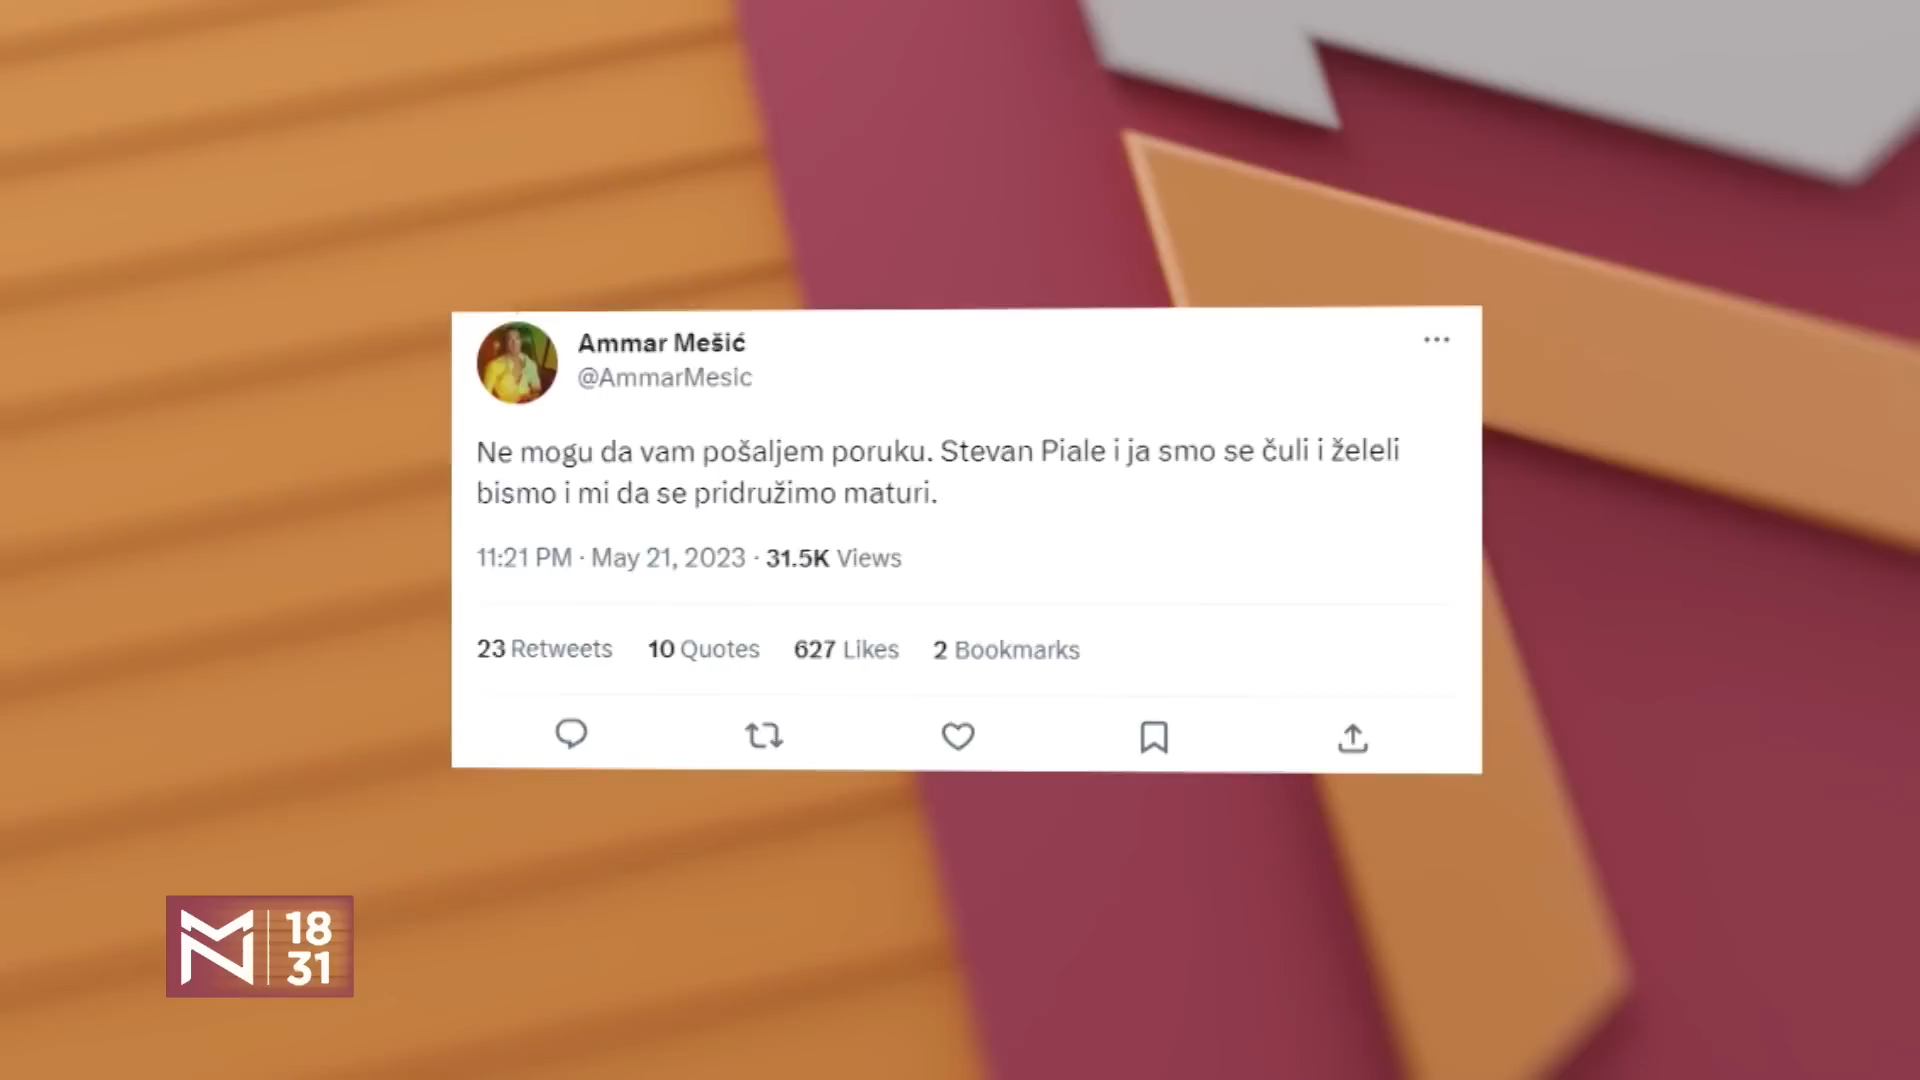 Ammar Mešić
@AmmarMesic
Ne mogu da vam pošaljem poruku. Stevan Piale i ja smo se čuli i želeli
bismo i mi da se pridružimo maturi.
11:21 PM · May 21, 2023 · 31.5K Views
23 Retweets 10 Quotes 627 Likes 2 Bookmarks
18
31